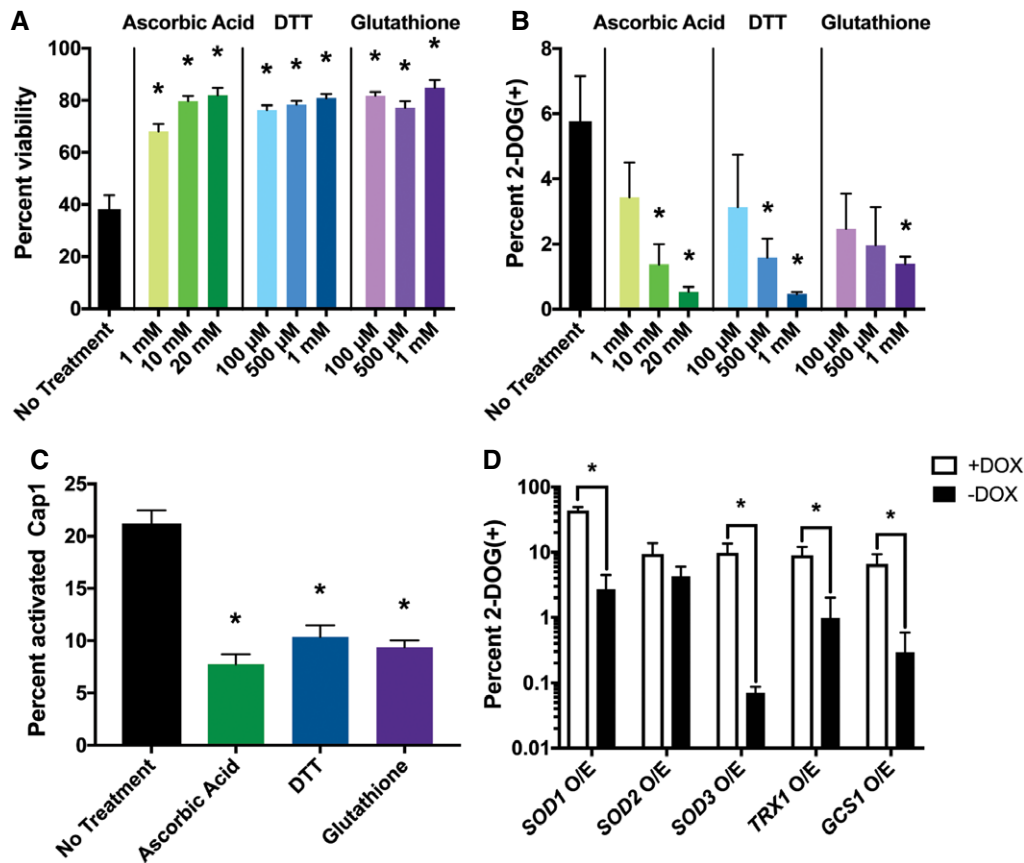 A
Ascorbic Acid DTT Glutathione
Percent viability
100
80
60
40
20
0
* * * * * * * * *
No Treatment
1 mM
10 mM
20 mM
100 µM
500 µM
1 mM
100 µM
500 µM
1 mM
B
Ascorbic Acid DTT Glutathione
Percent 2-DOG(+)
8
6
4
2
0
* * * * *
No Treatment
1 mM
10 mM
20 mM
100 µM
500 µM
1 mM
100 µM
500 µM
1 mM
C
Percent activated Cap1
25
20
15
10
5
0
* * *
No Treatment
Ascorbic Acid
DTT
Glutathione
D
+DOX
-DOX
Percent 2-DOG(+)
100
10
1
0.1
0.01
* * * *
SOD1 O/E
SOD2 O/E
SOD3 O/E
TRX1 O/E
GCS1 O/E